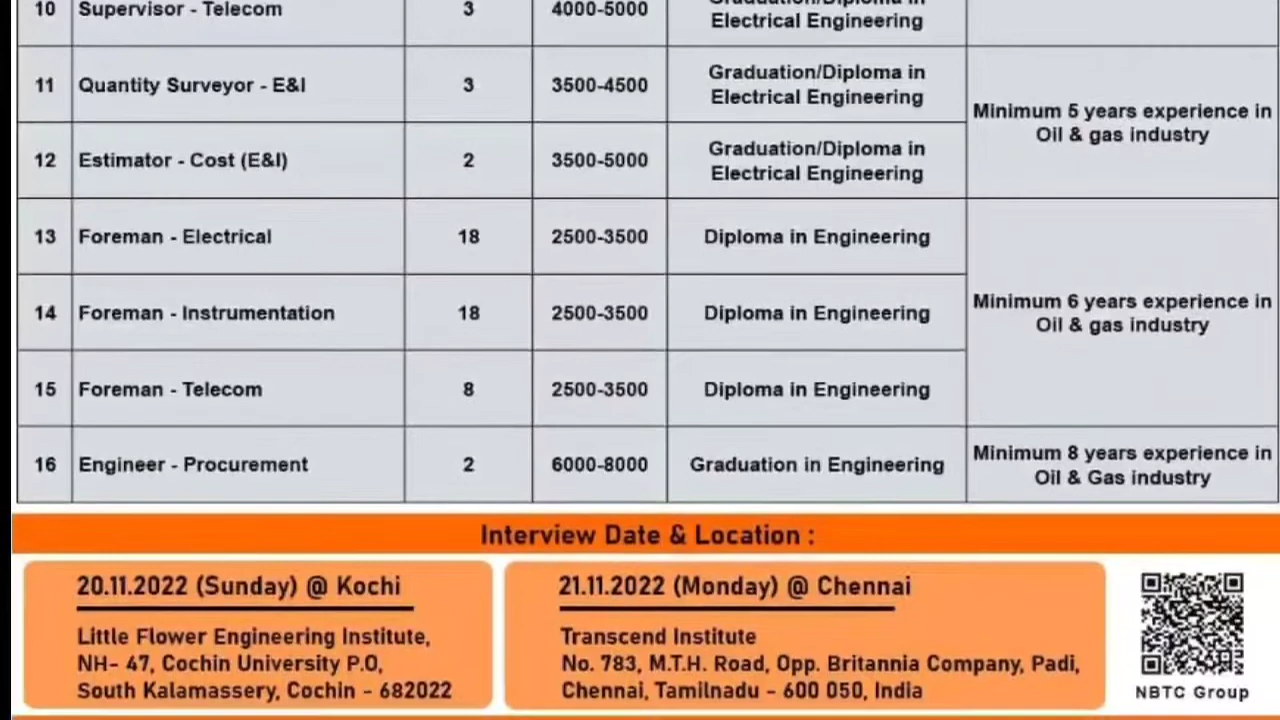 10 Supervisor - Telecom 3 4000-5000 Graduation/Diploma in
Electrical Engineering
11 Quantity Surveyor - E&I 3 3500-4500 Graduation/Diploma in
Electrical Engineering
Minimum 5 years experience in
Oil & gas industry
12 Estimator - Cost (E&I) 2 3500-5000 Graduation/Diploma in
Electrical Engineering
13 Foreman - Electrical 18 2500-3500 Diploma in Engineering
14 Foreman - Instrumentation 18 2500-3500 Diploma in Engineering
Minimum 6 years experience in
Oil & gas industry
15 Foreman - Telecom 8 2500-3500 Diploma in Engineering
16 Engineer - Procurement 2 6000-8000 Graduation in Engineering
Minimum 8 years experience in
Oil & Gas industry
Interview Date & Location :
20.11.2022 (Sunday) @ Kochi
Little Flower Engineering Institute,
NH- 47, Cochin University P.O,
South Kalamassery, Cochin - 682022
21.11.2022 (Monday) @ Chennai
Transcend Institute
No. 783, M.T.H. Road, Opp. Britannia Company, Padi,
Chennai, Tamilnadu - 600 050, India
NBTC Group